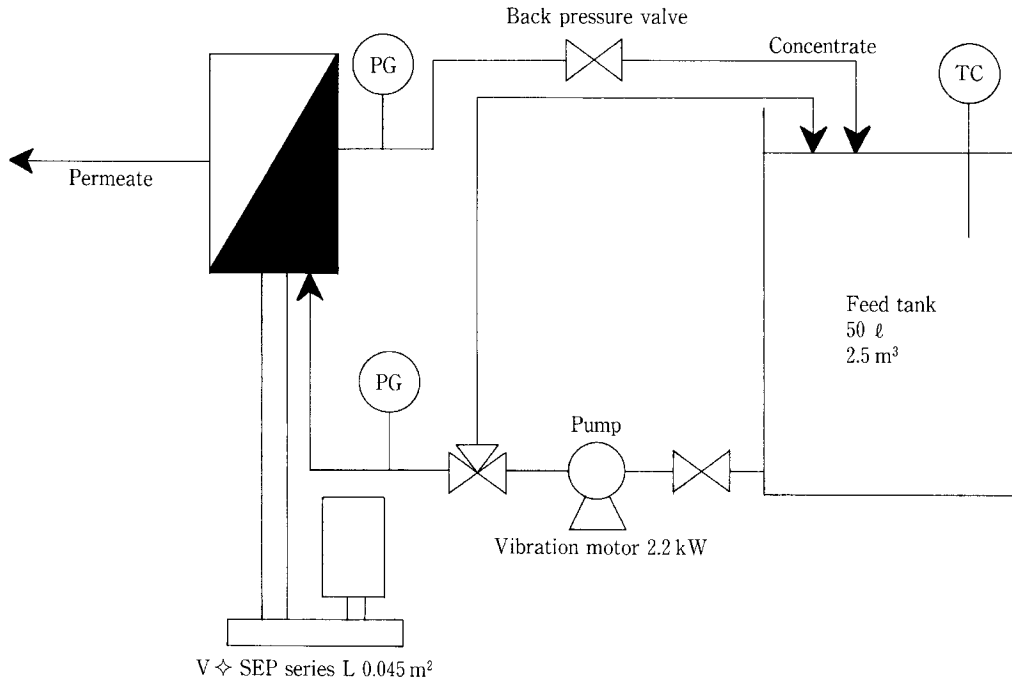 Back pressure valve
PG
Concentrate
TC
Permeate
Feed tank
50 ℓ
2.5 m³
PG
Pump
Vibration motor 2.2 kW
V✧SEP series L 0.045 m²